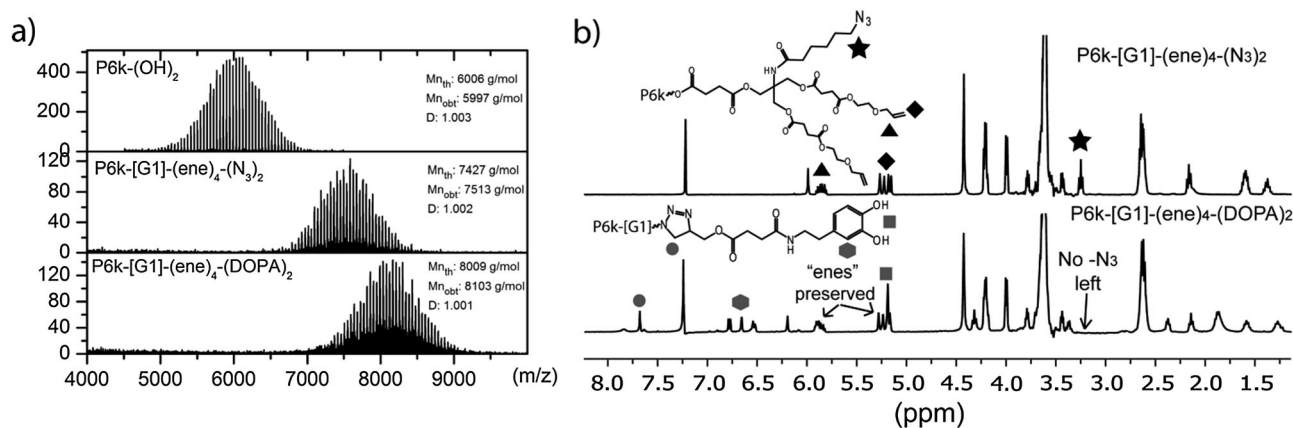 a)
P6k-(OH)2
Mnth: 6006 g/mol
Mnobt: 5997 g/mol
D: 1.003
400
200
0
P6k-[G1]-(ene)4-(N3)2
Mnth: 7427 g/mol
Mnobt: 7513 g/mol
D: 1.002
120
80
40
0
P6k-[G1]-(ene)4-(DOPA)2
Mnth: 8009 g/mol
Mnobt: 8103 g/mol
D: 1.001
120
80
40
0
4000 5000 6000 7000 8000 9000 (m/z)
b)
N3
P6k-[G1]-(ene)4-(N3)2
O
HN
P6k O O O O O
O O O O O
O O
O O
O
P6k-[G1]-(ene)4-(DOPA)2
N=N
OH
P6k-[G1]-N O O N H OH
O
"enes"
preserved
No -N3
left
8.0 7.5 7.0 6.5 6.0 5.5 5.0 4.5 4.0 3.5 3.0 2.5 2.0 1.5
(ppm)